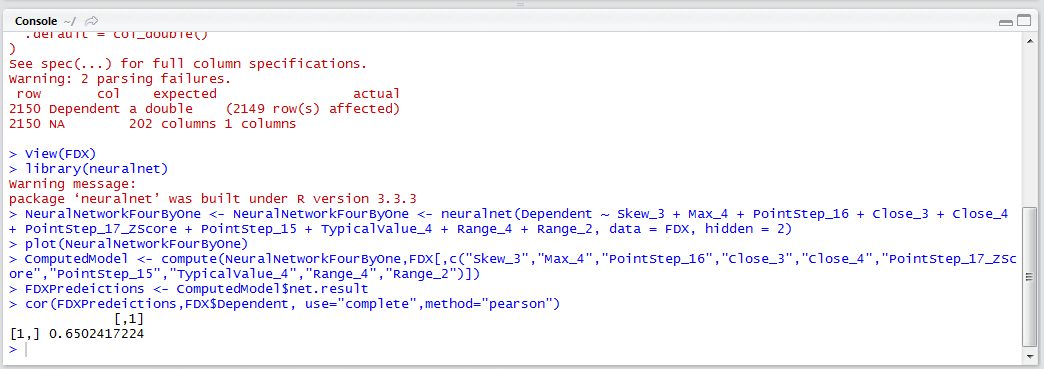 Console ~/
.default = col_double()
)
See spec(...) for full column specifications.
Warning: 2 parsing failures.
row col expected actual
2150 Dependent a double (2149 row(s) affected)
2150 NA 202 columns 1 columns
> View(FDX)
> library(neuralnet)
Warning message:
package ‘neuralnet’ was built under R version 3.3.3
> NeuralNetworkFourByOne <- NeuralNetworkFourByOne <- neuralnet(Dependent ~ Skew_3 + Max_4 + PointStep_16 + Close_3 + Close_4
+ PointStep_17_ZScore + PointStep_15 + TypicalValue_4 + Range_4 + Range_2, data = FDX, hidden = 2)
> plot(NeuralNetworkFourByOne)
> ComputedModel <- compute(NeuralNetworkFourByOne,FDX[,c("Skew_3","Max_4","PointStep_16","Close_3","Close_4","PointStep_17_ZSc
ore","PointStep_15","TypicalValue_4","Range_4","Range_2")])
> FDXPredeictions <- ComputedModel$net.result
> cor(FDXPredeictions,FDX$Dependent, use="complete",method="pearson")
[,1]
[1,] 0.6502417224
>